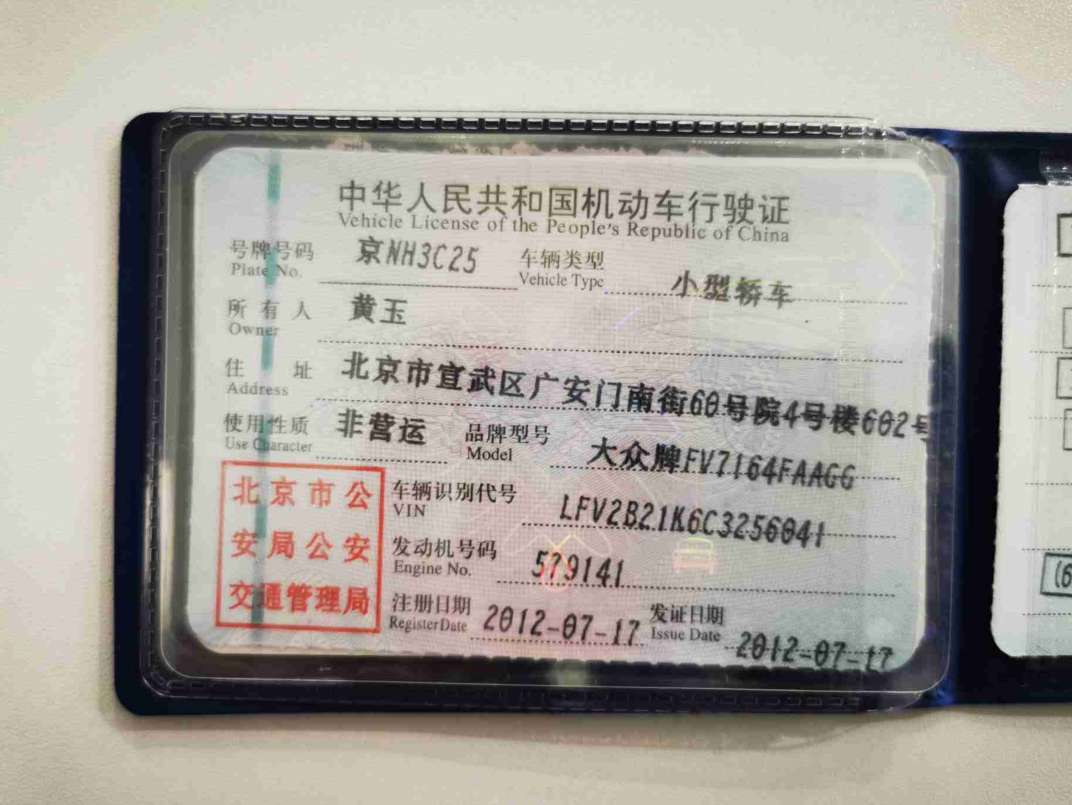 中华人民共和国机动车行驶证
Vehicle License of the People's Republic of China
号牌号码 京NH3C25 车辆类型 小型轿车
Plate No. Vehicle Type
所有人 黄玉
Owner
住址 北京市宣武区广安门南街60号院4号楼602号
Address
使用性质 非营运 品牌型号 大众牌FV7164FAAGG
Use Character Model
北京市公
安局公安
交通管理局
车辆识别代号 LFV2B21K6C3256041
VIN
发动机号码 579141
Engine No.
注册日期 2012-07-17 发证日期 2012-07-17
Register Date Issue Date
(6